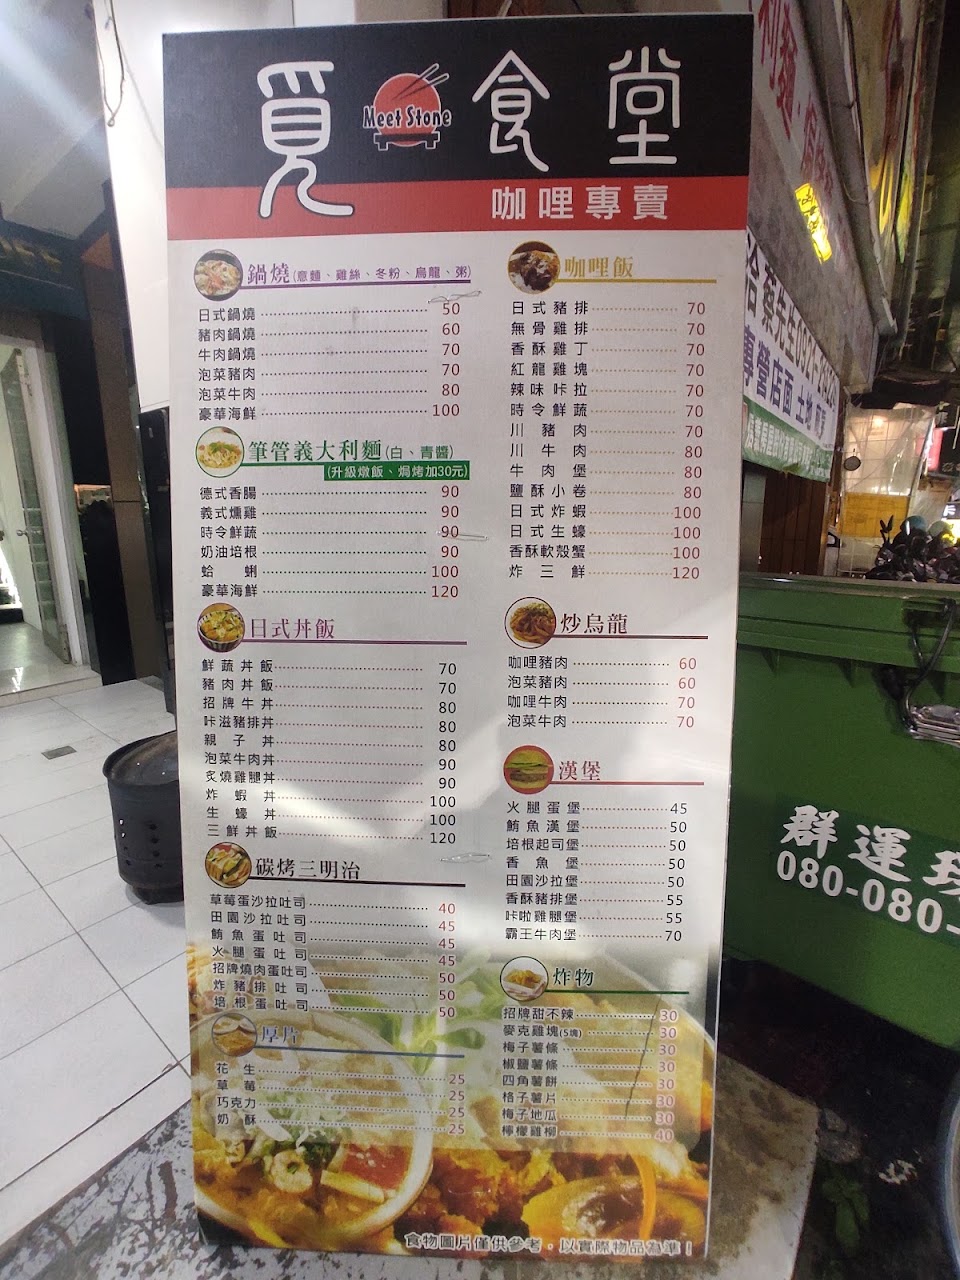 覓食堂
Meet Stone
咖哩專賣
鍋燒(意麵、雞絲、冬粉、烏龍、粥)
日式鍋燒 50
豬肉鍋燒 60
牛肉鍋燒 70
泡菜豬肉 70
泡菜牛肉 80
豪華海鮮 100
筆管義大利麵(白、青醬)
(升級燉飯、焗烤加30元)
德式香腸 90
義式燻雞 90
時令鮮蔬 90
奶油培根 90
蛤蜊 100
豪華海鮮 120
日式丼飯
鮮蔬丼飯 70
豬肉丼飯 70
招牌牛丼 80
咔滋豬排丼 80
親子丼 80
泡菜牛肉丼 90
炙燒雞腿丼 90
炸蝦丼 100
生蠔丼 100
三鮮丼飯 120
碳烤三明治
草莓蛋沙拉吐司 40
田園沙拉吐司 45
鮪魚蛋吐司 45
火腿蛋吐司 45
招牌燒肉蛋吐司 50
炸豬排吐司 50
培根蛋吐司 50
厚片
花生 25
草莓 25
巧克力 25
奶酥 25
咖哩飯
日式豬排 70
無骨雞排 70
香酥雞丁 70
紅龍雞塊 70
辣味咔拉 70
時令鮮蔬 70
川豬肉 70
川牛肉 80
牛肉堡 80
鹽酥小卷 80
日式炸蝦 100
日式生蠔 100
香酥軟殼蟹 100
炸三鮮 120
炒烏龍
咖哩豬肉 60
泡菜豬肉 60
咖哩牛肉 70
泡菜牛肉 70
漢堡
火腿蛋堡 45
鮪魚漢堡 50
培根起司堡 50
香魚堡 50
田園沙拉堡 50
香酥豬排堡 55
咔啦雞腿堡 55
霸王牛肉堡 70
炸物
招牌甜不辣 30
麥克雞塊(5塊) 30
梅子薯條 30
椒鹽薯條 30
四角薯餅 30
格子薯片 30
梅子地瓜 30
檸檬雞柳 40
食物圖片僅供參考，以實際物品為準！
蔡先生0921-
專營店面 土地
群運環
080-080-